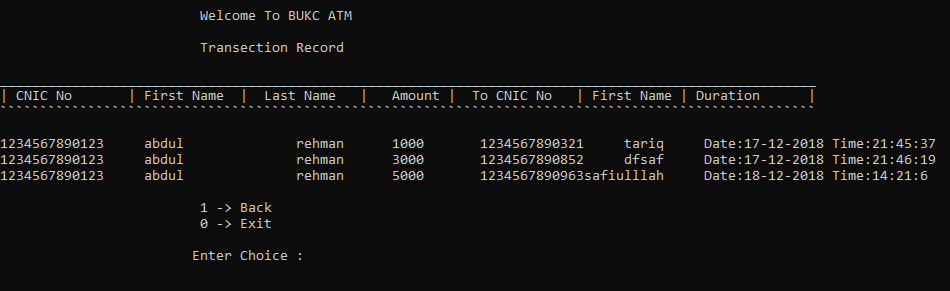 Welcome To BUKC ATM
Transection Record
| CNIC No | First Name | Last Name | Amount | To CNIC No | First Name | Duration |
1234567890123 abdul rehman 1000 1234567890321 tariq Date:17-12-2018 Time:21:45:37
1234567890123 abdul rehman 3000 1234567890852 dfsaf Date:17-12-2018 Time:21:46:19
1234567890123 abdul rehman 5000 1234567890963safiulllah Date:18-12-2018 Time:14:21:6
1 -> Back
0 -> Exit
Enter Choice :